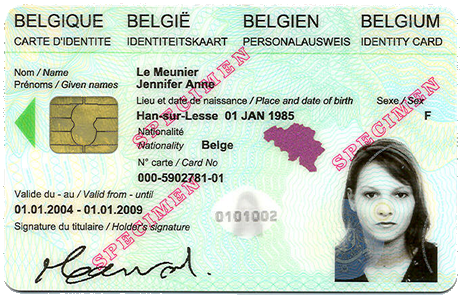 BELGIQUE BELGIË BELGIEN BELGIUM
CARTE D'IDENTITE IDENTITEITSKAART PERSONALAUSWEIS IDENTITY CARD
Nom / Name Le Meunier
Prénoms / Given names Jennifer Anne
Lieu et date de naissance / Place and date of birth Sexe / Sex
Han-sur-Lesse 01 JAN 1985 F
Nationalité
Nationality Belge
N° carte / Card No
000-5902781-01
Valide du - au / Valid from - until
01.01.2004 - 01.01.2009
0101002
Signature du titulaire / Holder's signature
SPECIMEN
SPECIMEN
SPECIMEN
SPECIMEN